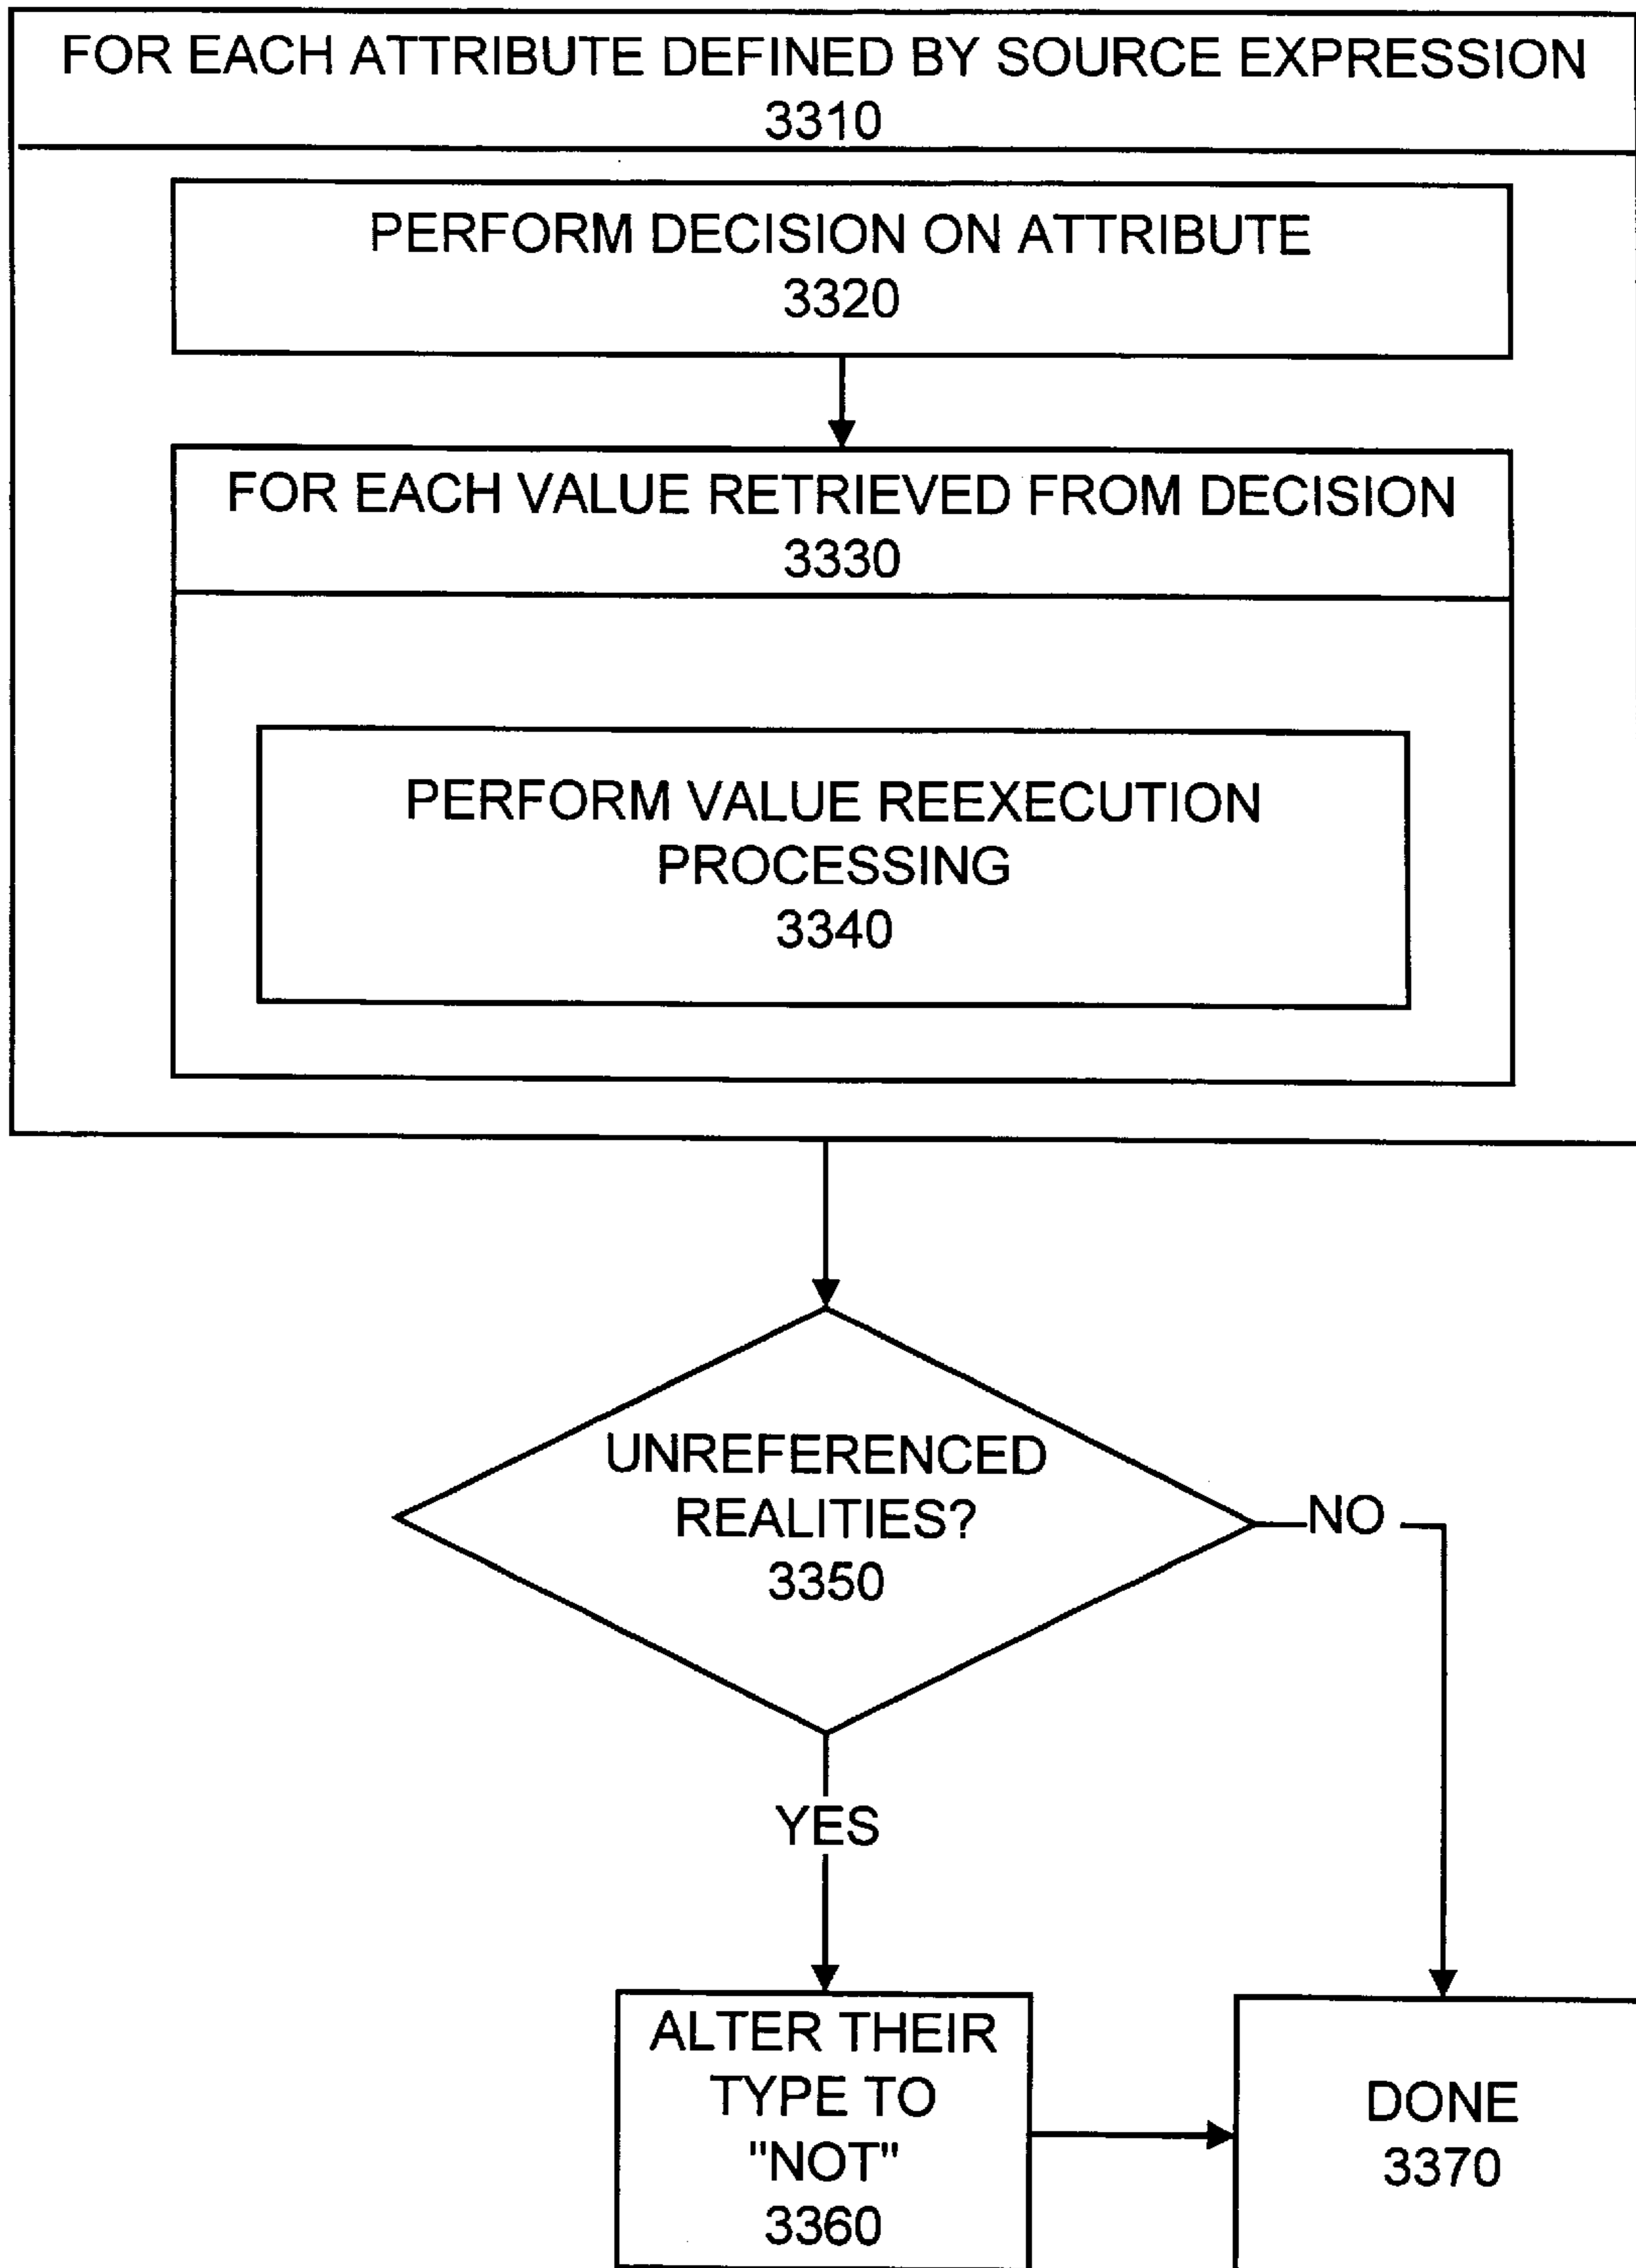 FOR EACH ATTRIBUTE DEFINED BY SOURCE EXPRESSION
3310
PERFORM DECISION ON ATTRIBUTE
3320
FOR EACH VALUE RETRIEVED FROM DECISION
3330
PERFORM VALUE REEXECUTION
PROCESSING
3340
UNREFERENCED
REALITIES?
3350
NO
YES
ALTER THEIR
TYPE TO
"NOT"
3360
DONE
3370